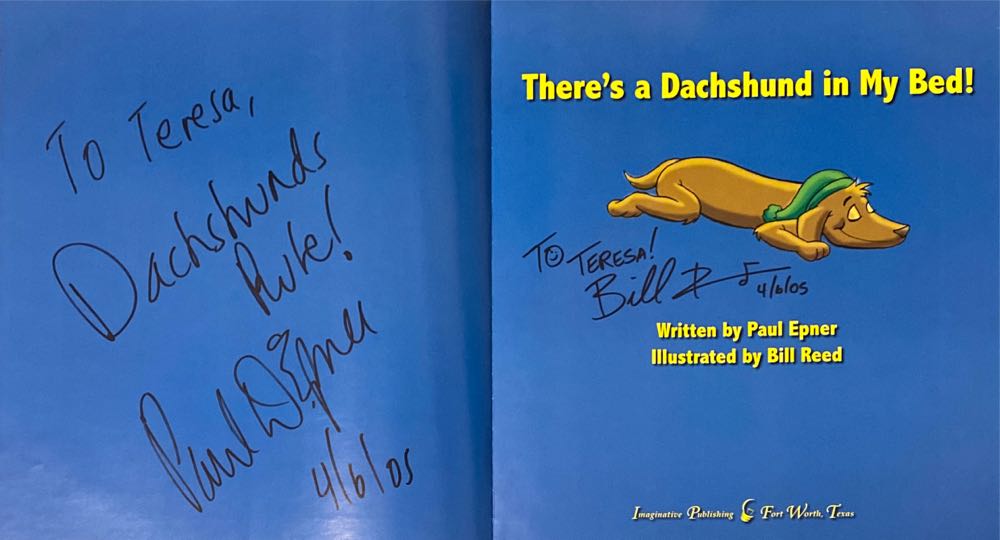 To Teresa,
Dachshunds
Rule!
Paul D Epner
4/6/05
There's a Dachshund in My Bed!
TO TERESA!
Bill R
4/6/05
Written by Paul Epner
Illustrated by Bill Reed
Imaginative Publishing Fort Worth, Texas